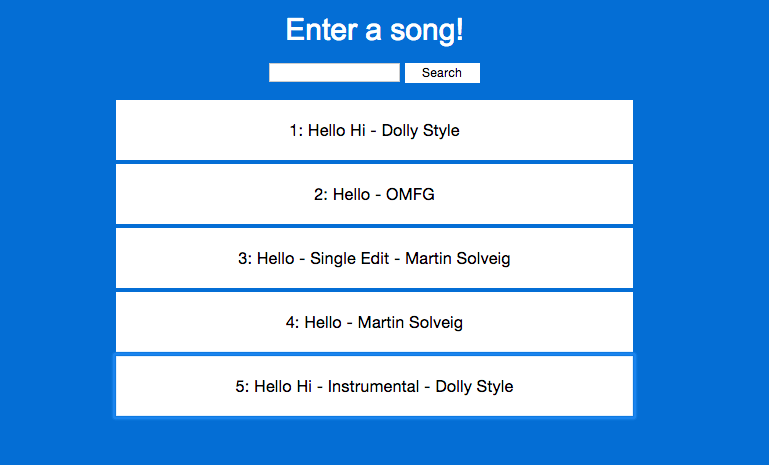 Enter a song!
Search
1: Hello Hi - Dolly Style
2: Hello - OMFG
3: Hello - Single Edit - Martin Solveig
4: Hello - Martin Solveig
5: Hello Hi - Instrumental - Dolly Style